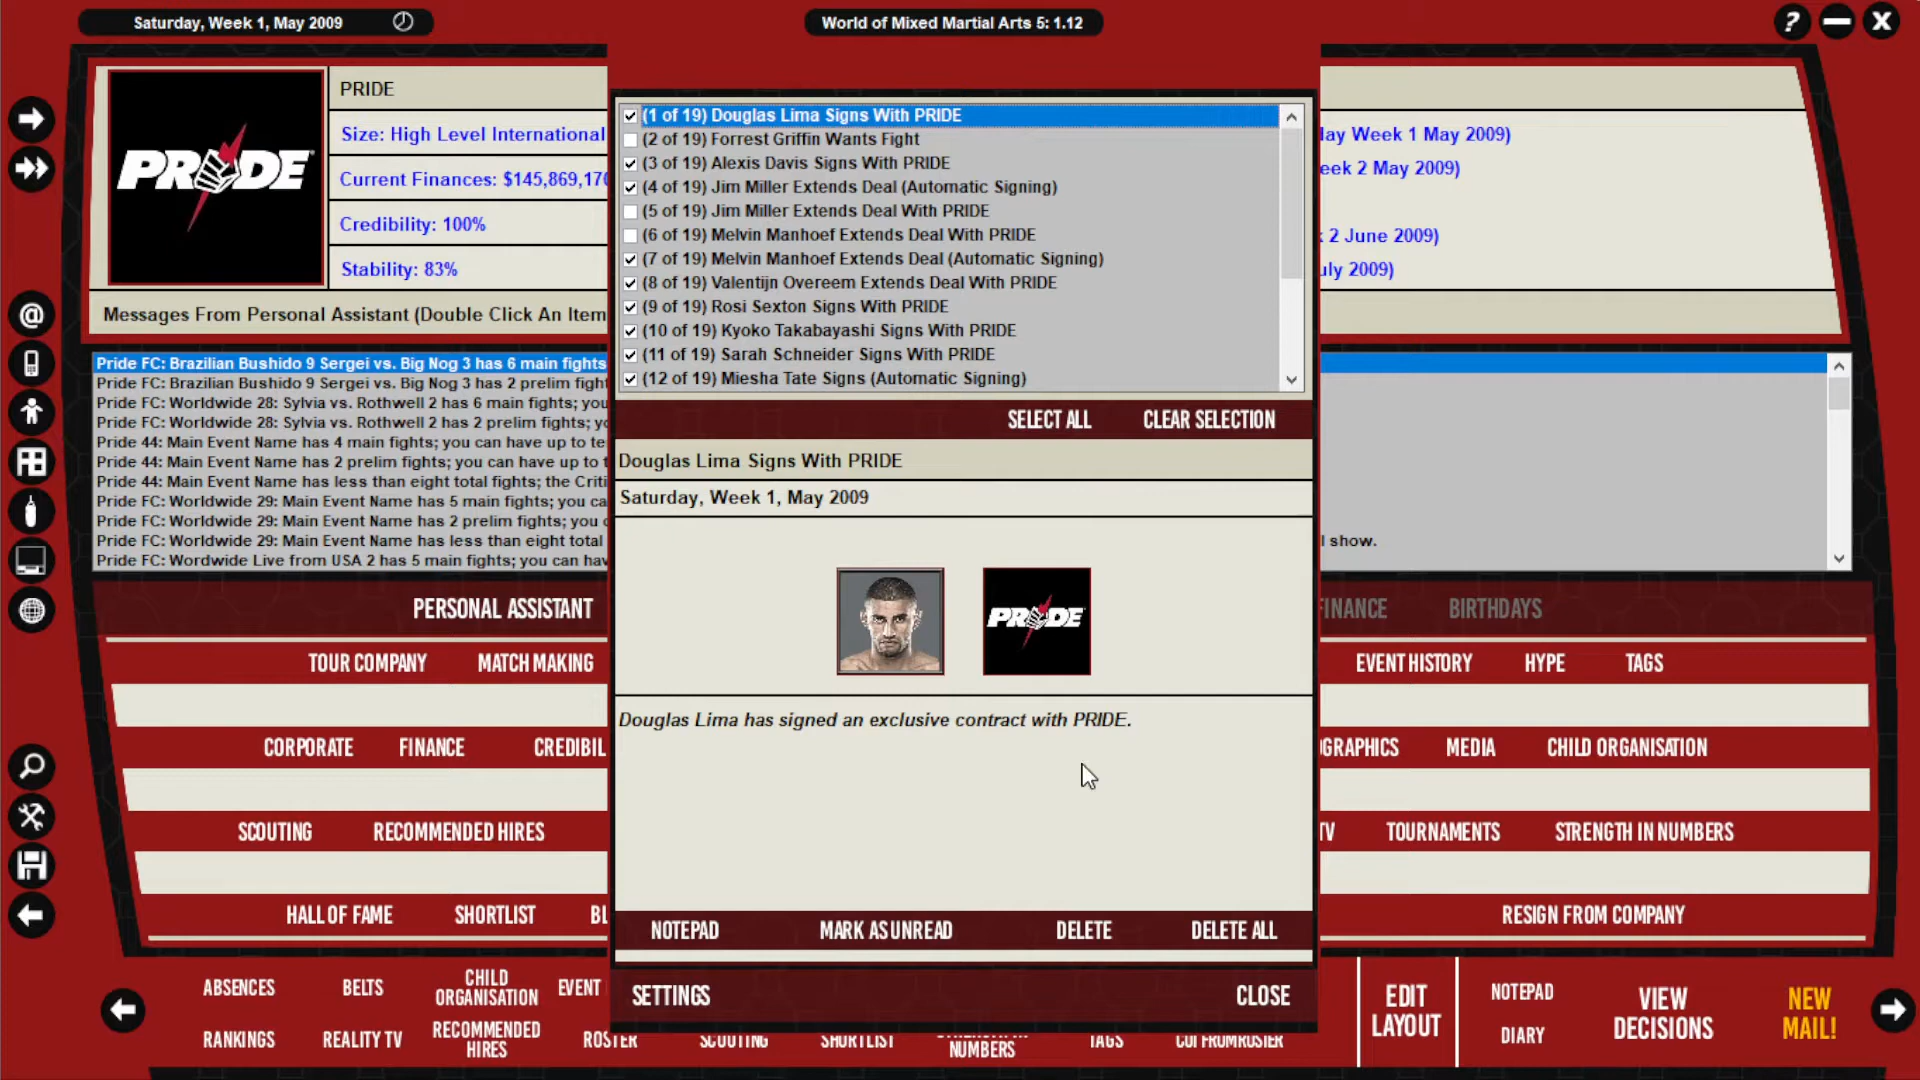 Saturday, Week 1, May 2009
World of Mixed Martial Arts 5: 1.12
?
X
PRIDE
PRIDE
Size: High Level International
Current Finances: $145,869,170
Credibility: 100%
Stability: 83%
Messages From Personal Assistant (Double Click An Item
day Week 1 May 2009)
eek 2 May 2009)
k 2 June 2009)
uly 2009)
(1 of 19) Douglas Lima Signs With PRIDE
(2 of 19) Forrest Griffin Wants Fight
(3 of 19) Alexis Davis Signs With PRIDE
(4 of 19) Jim Miller Extends Deal (Automatic Signing)
(5 of 19) Jim Miller Extends Deal With PRIDE
(6 of 19) Melvin Manhoef Extends Deal With PRIDE
(7 of 19) Melvin Manhoef Extends Deal (Automatic Signing)
(8 of 19) Valentijn Overeem Extends Deal With PRIDE
(9 of 19) Rosi Sexton Signs With PRIDE
(10 of 19) Kyoko Takabayashi Signs With PRIDE
(11 of 19) Sarah Schneider Signs With PRIDE
(12 of 19) Miesha Tate Signs (Automatic Signing)
SELECT ALL
CLEAR SELECTION
Douglas Lima Signs With PRIDE
Saturday, Week 1, May 2009
PRIDE
Douglas Lima has signed an exclusive contract with PRIDE.
NOTEPAD
MARK AS UNREAD
DELETE
DELETE ALL
SETTINGS
CLOSE
Pride FC: Brazilian Bushido 9 Sergei vs. Big Nog 3 has 6 main fights
Pride FC: Brazilian Bushido 9 Sergei vs. Big Nog 3 has 2 prelim fight
Pride FC: Worldwide 28: Sylvia vs. Rothwell 2 has 6 main fights; you
Pride FC: Worldwide 28: Sylvia vs. Rothwell 2 has 2 prelim fights; y
Pride 44: Main Event Name has 4 main fights; you can have up to te
Pride 44: Main Event Name has 2 prelim fights; you can have up to t
Pride 44: Main Event Name has less than eight total fights; the Criti
Pride FC: Worldwide 29: Main Event Name has 5 main fights; you ca
Pride FC: Worldwide 29: Main Event Name has 2 prelim fights; you c
Pride FC: Worldwide 29: Main Event Name has less than eight total
l show.
Pride FC: Wordwide Live from USA 2 has 5 main fights; you can hav
PERSONAL ASSISTANT
FINANCE
BIRTHDAYS
TOUR COMPANY
MATCH MAKING
EVENT HISTORY
HYPE
TAGS
CORPORATE
FINANCE
CREDIBIL
GRAPHICS
MEDIA
CHILD ORGANISATION
SCOUTING
RECOMMENDED HIRES
TV
TOURNAMENTS
STRENGTH IN NUMBERS
HALL OF FAME
SHORTLIST
BL
RESIGN FROM COMPANY
ABSENCES
BELTS
CHILD
ORGANISATION
EVENT
RANKINGS
REALITY TV
RECOMMENDED
HIRES
ROSTER
SCOUTING
SHORTLIST
NUMBERS
TAGS
EDIT
LAYOUT
NOTEPAD
DIARY
VIEW
DECISIONS
NEW
MAIL!